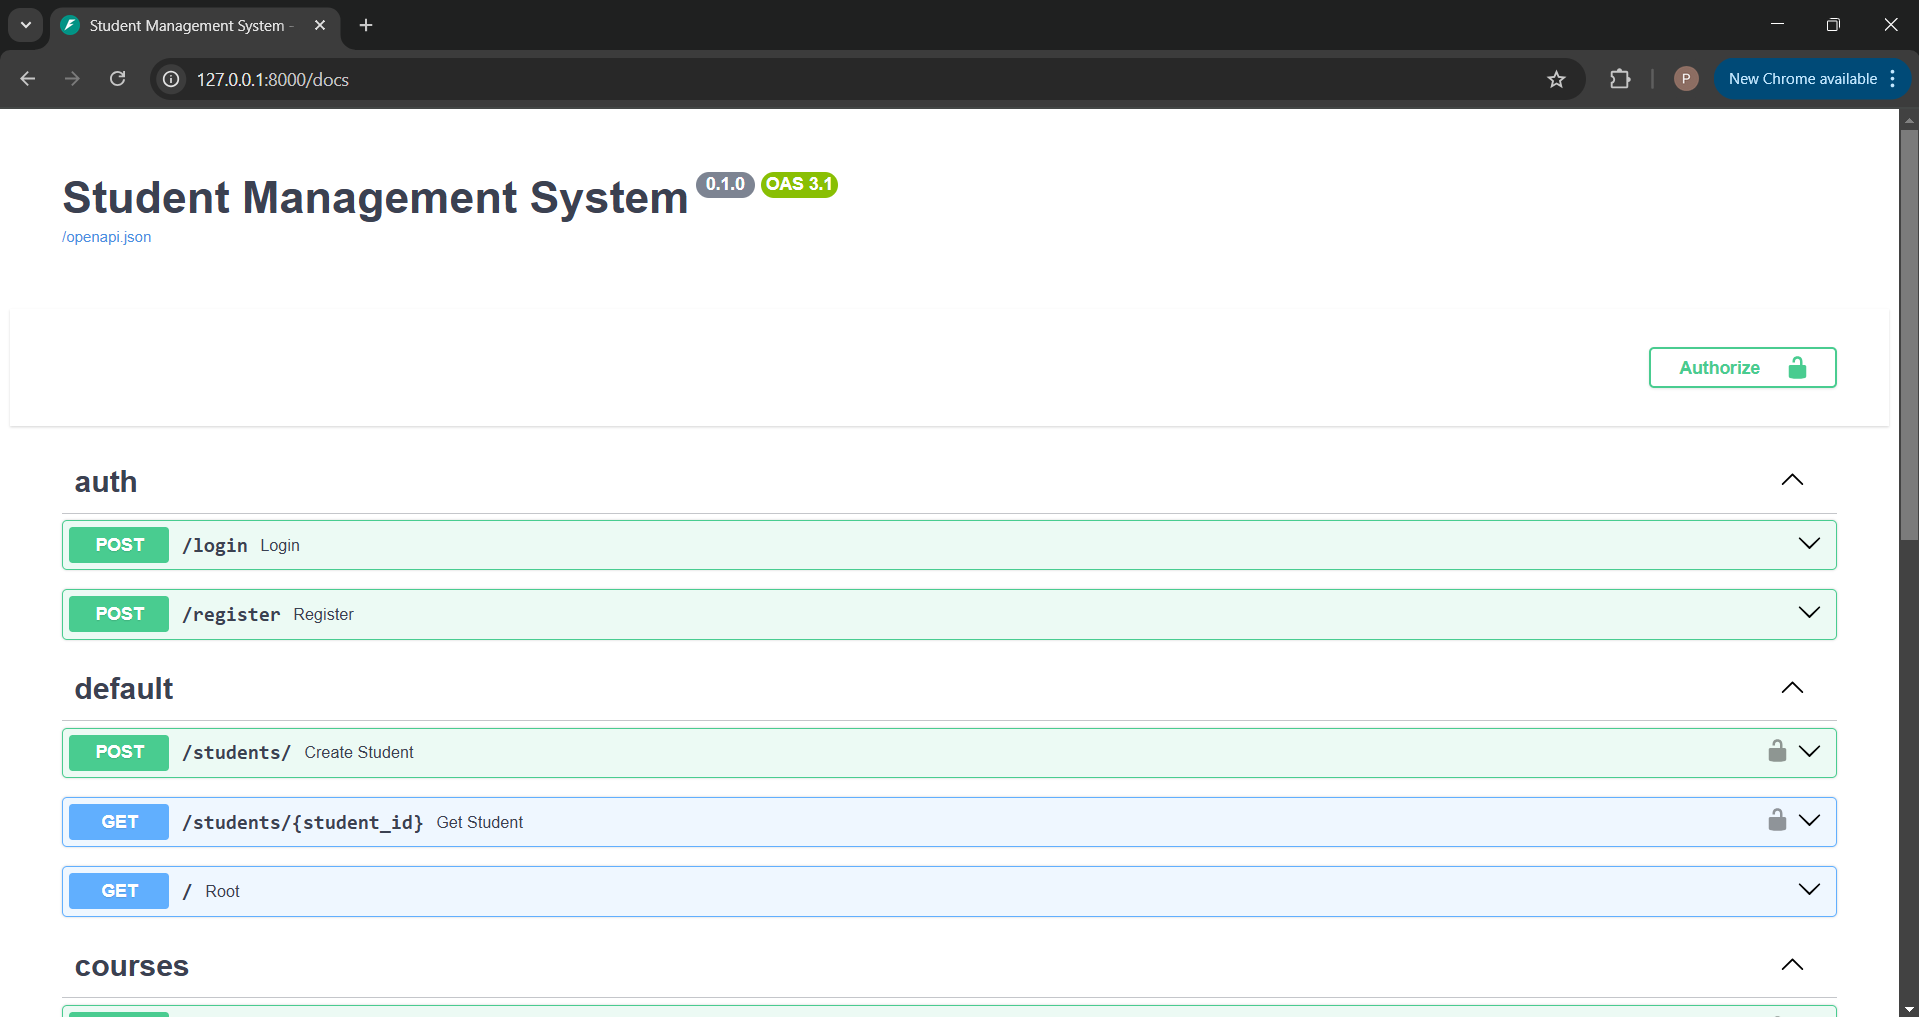 Student Management System -
127.0.0.1:8000/docs
P
New Chrome available
Student Management System 0.1.0 OAS 3.1
/openapi.json
Authorize
auth
POST /login Login
POST /register Register
default
POST /students/ Create Student
GET /students/{student_id} Get Student
GET / Root
courses